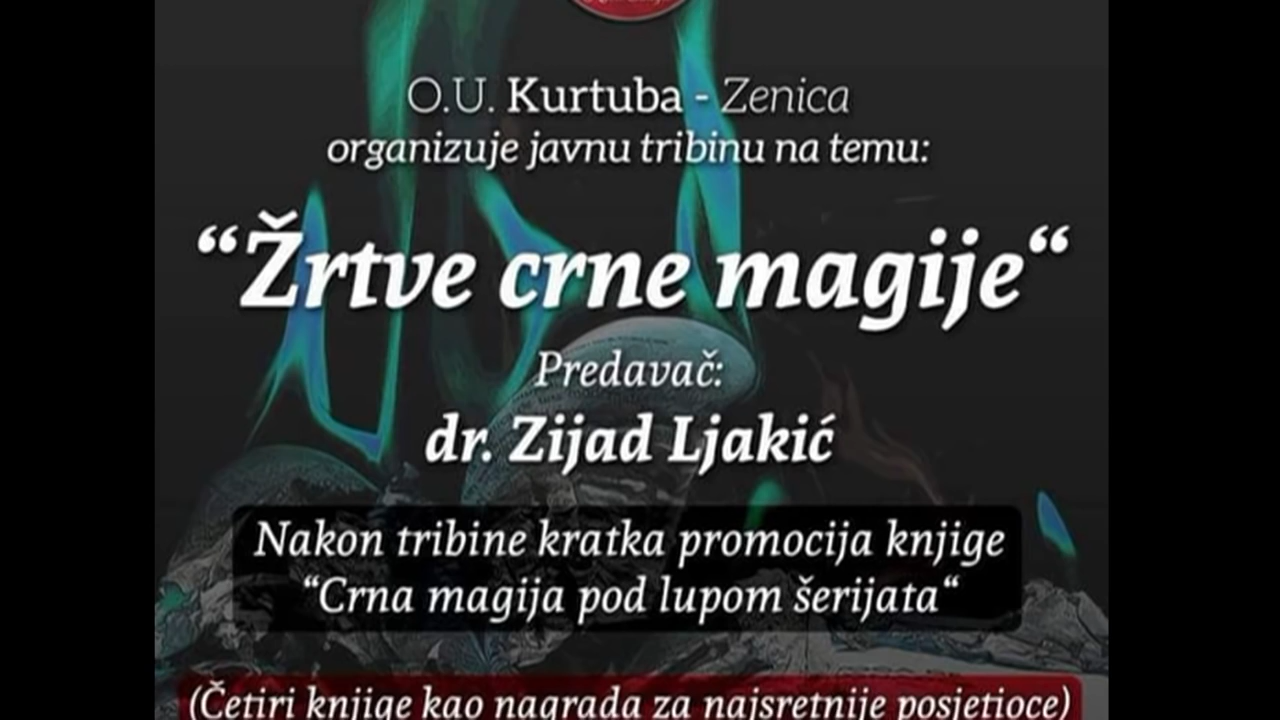 O.U. Kurtuba - Zenica
organizuje javnu tribinu na temu:
“Žrtve crne magije“
Predavač:
dr. Zijad Ljakić
Nakon tribine kratka promocija knjige
“Crna magija pod lupom šerijata“
(Četiri knjige kao nagrada za najsretnije posjetioce)